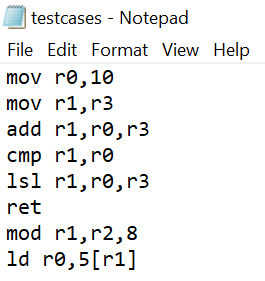 testcases - Notepad
File Edit Format View Help
mov r0,10
mov r1,r3
add r1,r0,r3
cmp r1,r0
lsl r1,r0,r3
ret
mod r1,r2,8
ld r0,5[r1]